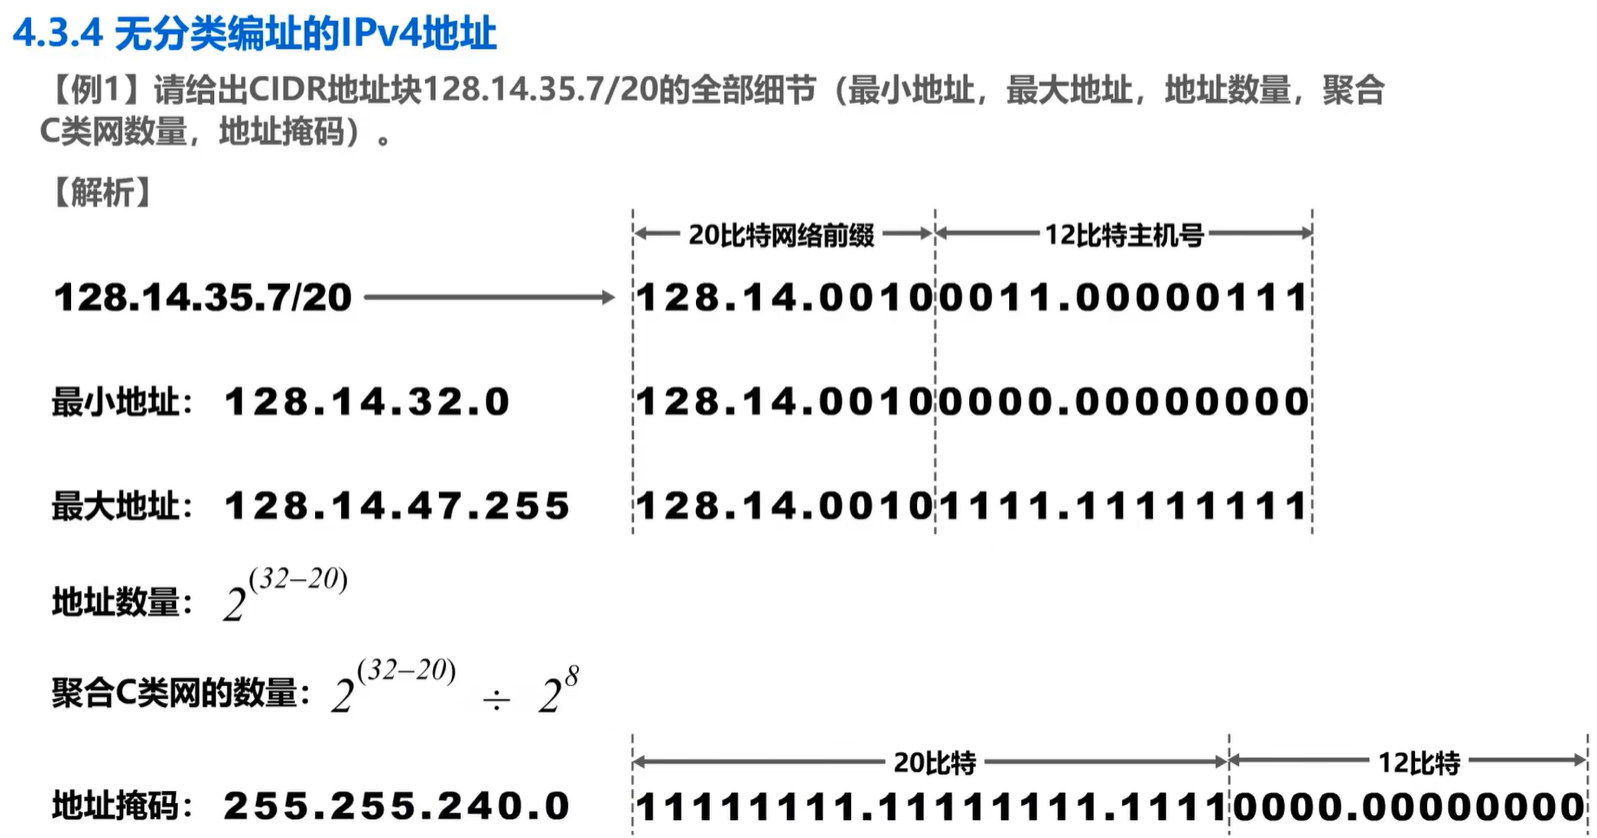 4.3.4 无分类编址的IPv4地址
【例1】请给出CIDR地址块128.14.35.7/20的全部细节（最小地址，最大地址，地址数量，聚合
C类网数量，地址掩码）。
【解析】
20比特网络前缀 12比特主机号
128.14.35.7/20 128.14.00100011.00000111
最小地址： 128.14.32.0 128.14.00100000.00000000
最大地址： 128.14.47.255 128.14.00101111.11111111
地址数量： 2^(32–20)
聚合C类网的数量： 2^(32–20) ÷ 2^8
20比特 12比特
地址掩码： 255.255.240.0 11111111.11111111.11110000.00000000